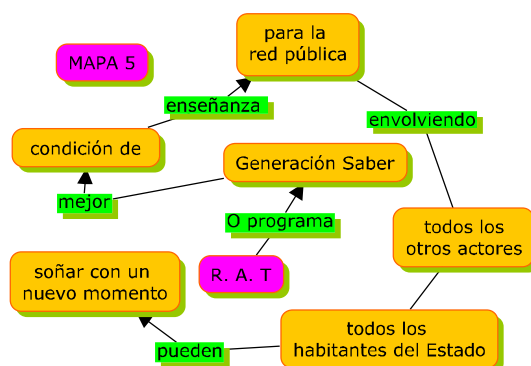 para la
red pública
MAPA 5
enseñanza
envolviendo
condición de
Generación Saber
mejor
O programa
todos los
otros actores
soñar con un
nuevo momento
R. A. T
todos los
habitantes del Estado
pueden